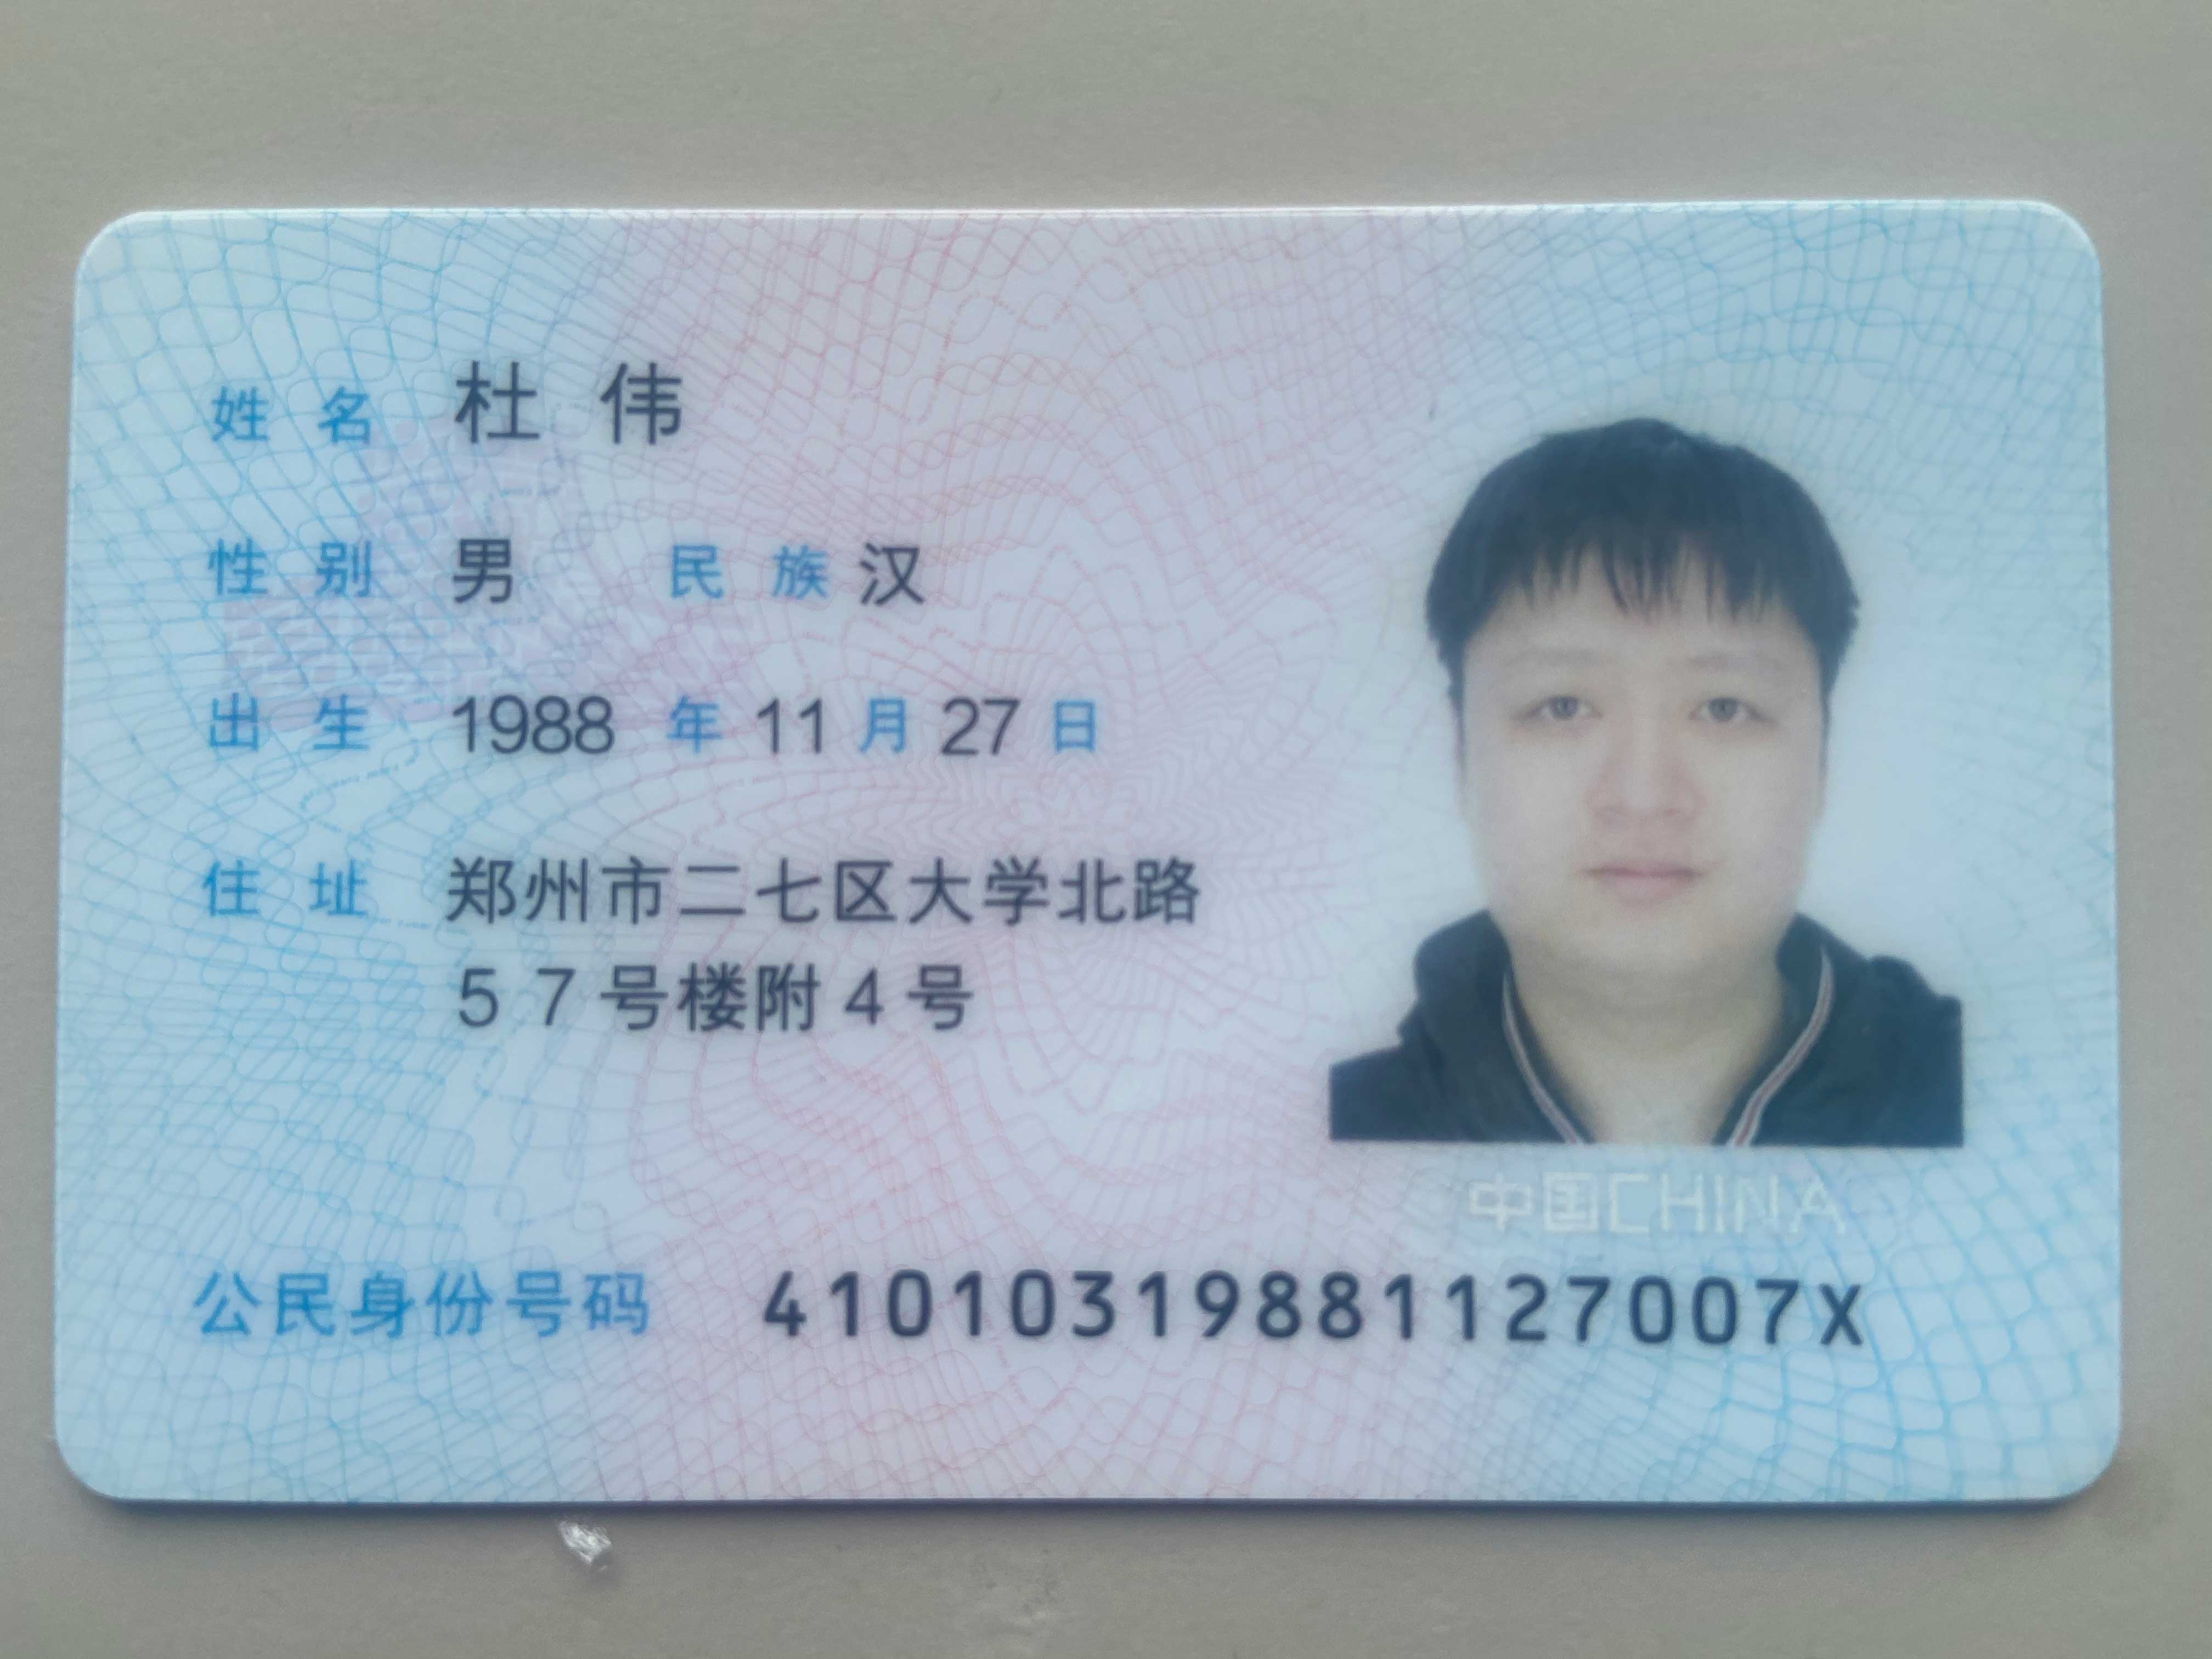 姓名 杜伟
性别 男 民族 汉
出生 1988 年 11 月 27 日
住址 郑州市二七区大学北路
57号楼附4号
中国CHINA
公民身份号码 41010319881127007X